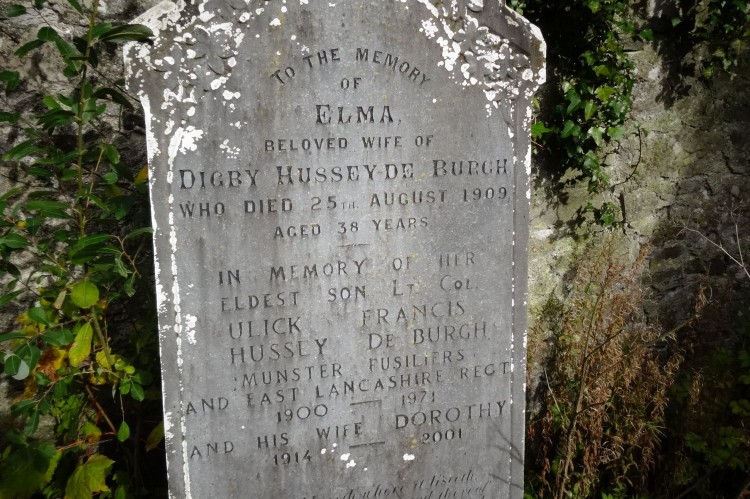 TO THE MEMORY
OF
ELMA,
BELOVED WIFE OF
DIGBY HUSSEY-DE BURGH
WHO DIED 25TH. AUGUST 1909
AGED 38 YEARS
IN MEMORY OF HER
ELDEST SON LT COL.
ULICK FRANCIS
HUSSEY DE BURGH
MUNSTER FUSILIERS
AND EAST LANCASHIRE REGT
1900 — 1971
AND HIS WIFE DOROTHY
1914 — 2001